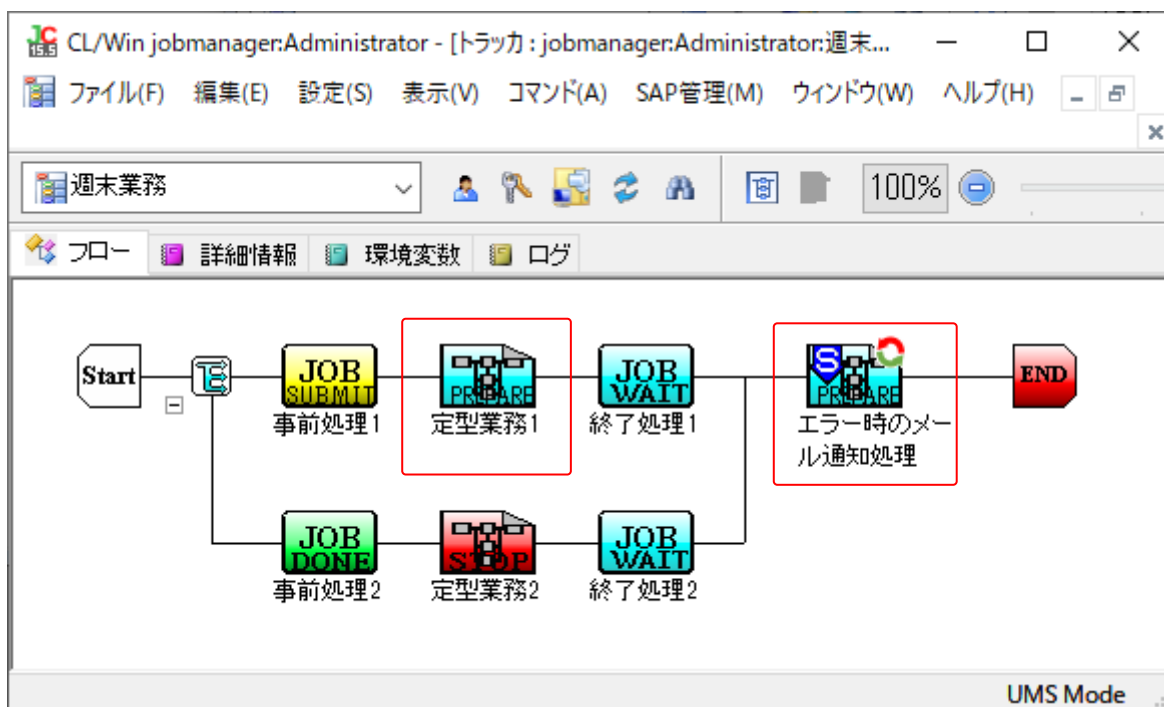 JC
15.5
CL/Win jobmanager:Administrator - [トラッカ : jobmanager:Administrator:週末...
ファイル(F) 編集(E) 設定(S) 表示(V) コマンド(A) SAP管理(M) ウィンドウ(W) ヘルプ(H)
週末業務
100%
フロー 詳細情報 環境変数 ログ
Start
JOB
SUBMIT
事前処理1
PREPARE
定型業務1
JOB
WAIT
終了処理1
S
PREPARE
エラー時のメー
ル通知処理
END
JOB
DONE
事前処理2
STOP
定型業務2
JOB
WAIT
終了処理2
UMS Mode